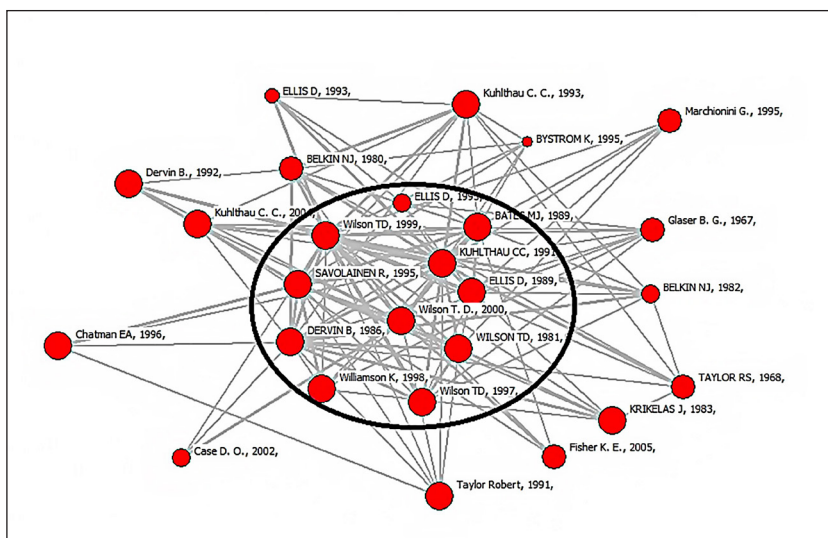 ELLIS D, 1993,
Kuhlthau C. C., 1993,
Marchionini G., 1995,
BYSTROM K, 1995,
BELKIN NJ, 1980,
Dervin B., 1992,
ELLIS D, 1993,
Kuhlthau C. C., 200
BATES MJ, 1989,
Wilson TD, 1999,
Glaser B. G., 1967,
KUHLTHAU CC, 1991
SAVOLAINEN R, 1995,
ELLIS D, 1989,
BELKIN NJ, 1982,
Wilson T. D., 2000,
DERVIN B, 1986,
WILSON TD, 1981,
Chatman EA, 1996,
Williamson K, 1998,
TAYLOR RS, 1968,
Wilson TD, 1997,
KRIKELAS J, 1983,
Case D. O., 2002,
Fisher K. E., 2005,
Taylor Robert, 1991,